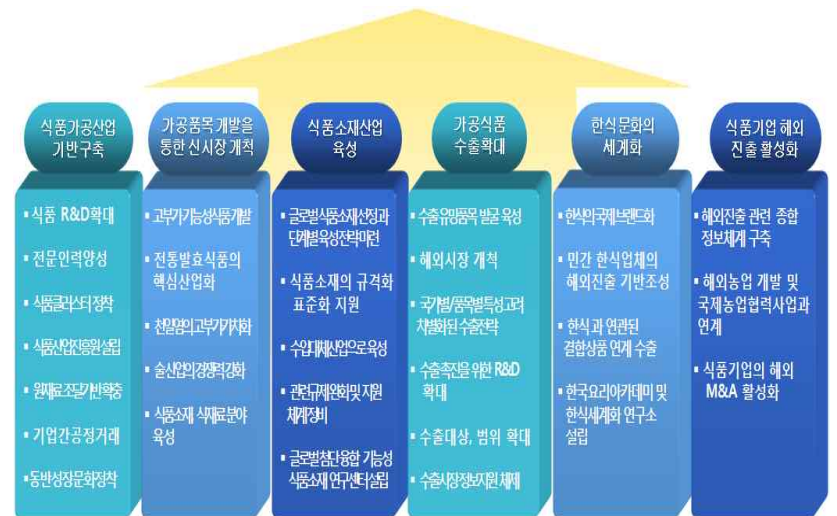 식품가공산업
기반구축
▪ 식품 R&D확대
▪ 전문인력양성
▪ 식품클러스터 정착
▪ 식품산업진흥원 설립
▪ 원재료조달기반확충
▪ 기업간공정거래
▪동반성장문화정착
가공품목개발을
통한 신시장 개척
▪ 고부가기능성식품개발
▪ 전통발효식품의
핵심산업화
▪ 천일염의고부가가치화
▪ 술산업의경쟁력강화
▪ 식품소재 식재료분야
육성
식품소재산업
육성
▪ 글로벌식품소재선정과
단계별육성전략마련
▪ 식품소재의 규격화
표준화 지원
▪ 수입대체산업으로육성
▪ 관련규제완화및지원
체계정비
▪ 글로벌첨단융합 기능성
식품소재 연구센터설립
가공식품
수출확대
▪ 수출유망품목 발굴 육성
▪ 해외시장 개척
▪ 국가별/품목별특성고려
차별화된수출전략
▪ 수출촉진을 위한 R&D
확대
▪ 수출대상, 범위 확대
▪ 수출시장정보지원 체제
한식문화의
세계화
▪ 한식의국제브랜드화
▪ 민간 한식업체의
해외진출 기반조성
▪ 한식과 연관된
결합상품 연계 수출
▪ 한국요리아카데미 및
한식세계화 연구소
설립
식품기업 해외
진출 활성화
▪ 해외진출 관련 종합
정보체계 구축
▪ 해외농업 개발 및
국제농업협력사업과
연계
▪ 식품기업의 해외
M&A 활성화